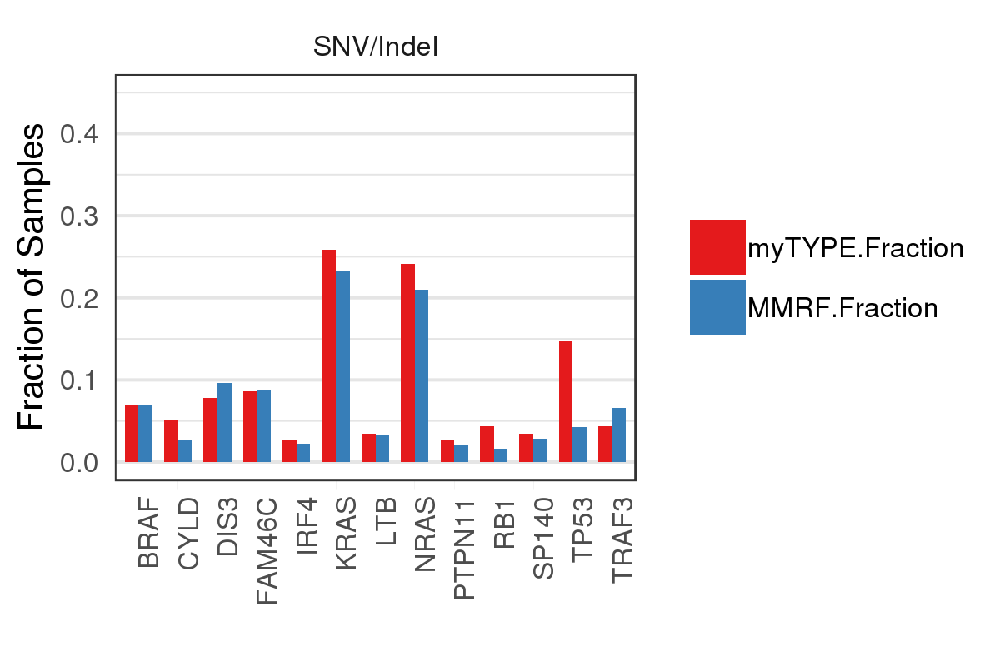 SNV/Indel
Fraction of Samples
0.4
0.3
0.2
0.1
0.0
BRAF
CYLD
DIS3
FAM46C
IRF4
KRAS
LTB
NRAS
PTPN11
RB1
SP140
TP53
TRAF3
myTYPE.Fraction
MMRF.Fraction